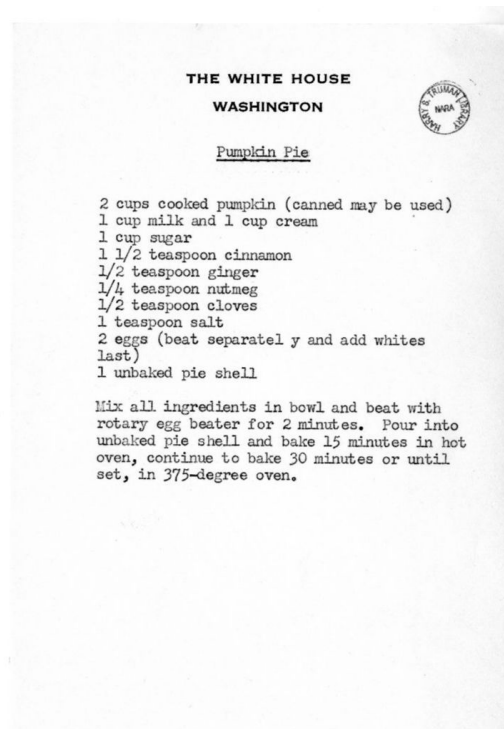 THE WHITE HOUSE
WASHINGTON
HARRY S. TRUMAN LIBRARY
NARA
Pumpkin Pie
2 cups cooked pumpkin (canned may be used)
1 cup milk and 1 cup cream
1 cup sugar
1 1/2 teaspoon cinnamon
1/2 teaspoon ginger
1/4 teaspoon nutmeg
1/2 teaspoon cloves
1 teaspoon salt
2 eggs (beat separatel y and add whites
last)
1 unbaked pie shell
Mix all ingredients in bowl and beat with
rotary egg beater for 2 minutes. Pour into
unbaked pie shell and bake 15 minutes in hot
oven, continue to bake 30 minutes or until
set, in 375-degree oven.